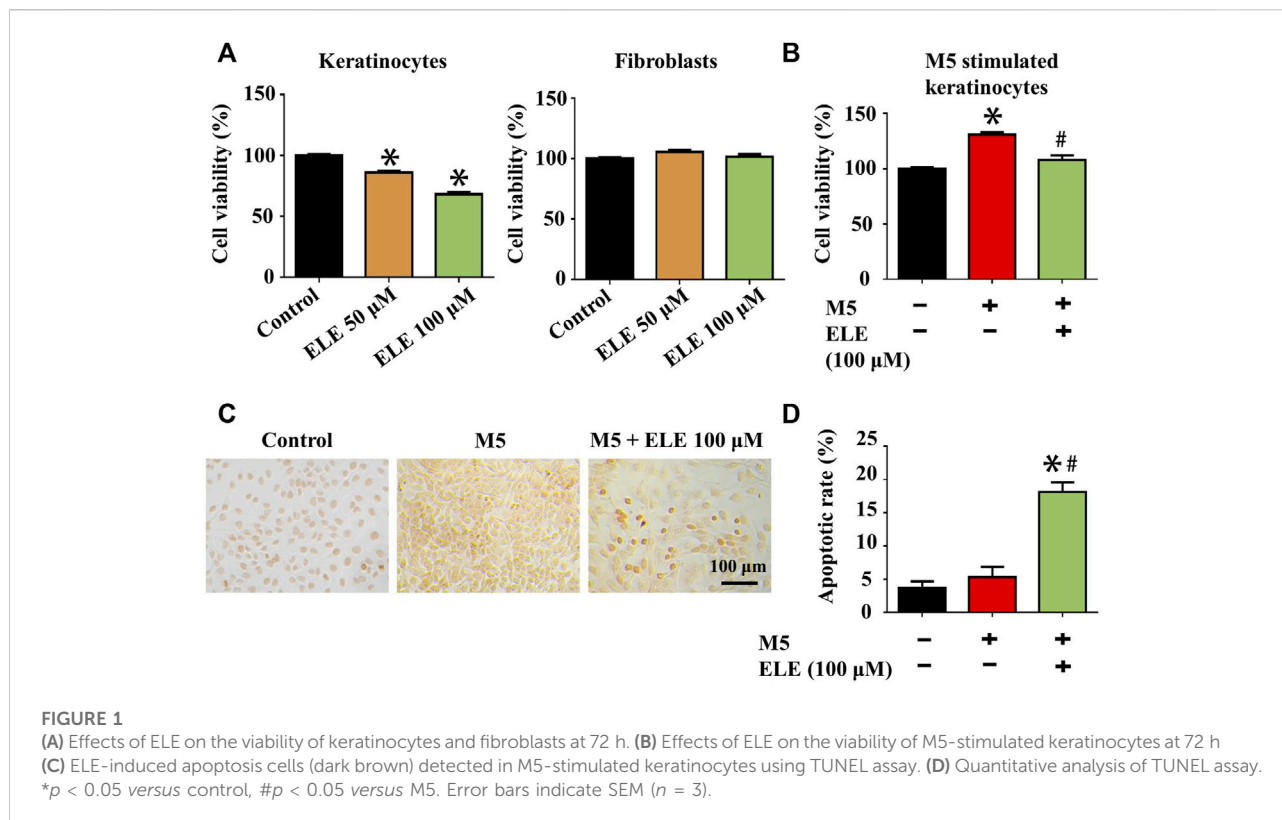 A
Keratinocytes
Cell viability (%)
150
100
50
0
*
*
Control
ELE 50 µM
ELE 100 µM
Fibroblasts
Cell viability (%)
150
100
50
0
Control
ELE 50 µM
ELE 100 µM
B
M5 stimulated
keratinocytes
Cell viability (%)
150
100
50
0
*
#
M5 – + +
ELE – – +
(100 µM)
C
Control
M5
M5 + ELE 100 µM
100 µm
D
Apoptotic rate (%)
25
20
15
10
5
0
*#
M5 – + +
ELE (100 µM) – – +
FIGURE 1
(A) Effects of ELE on the viability of keratinocytes and fibroblasts at 72 h. (B) Effects of ELE on the viability of M5-stimulated keratinocytes at 72 h
(C) ELE-induced apoptosis cells (dark brown) detected in M5-stimulated keratinocytes using TUNEL assay. (D) Quantitative analysis of TUNEL assay.
*p < 0.05 versus control, #p < 0.05 versus M5. Error bars indicate SEM (n = 3).